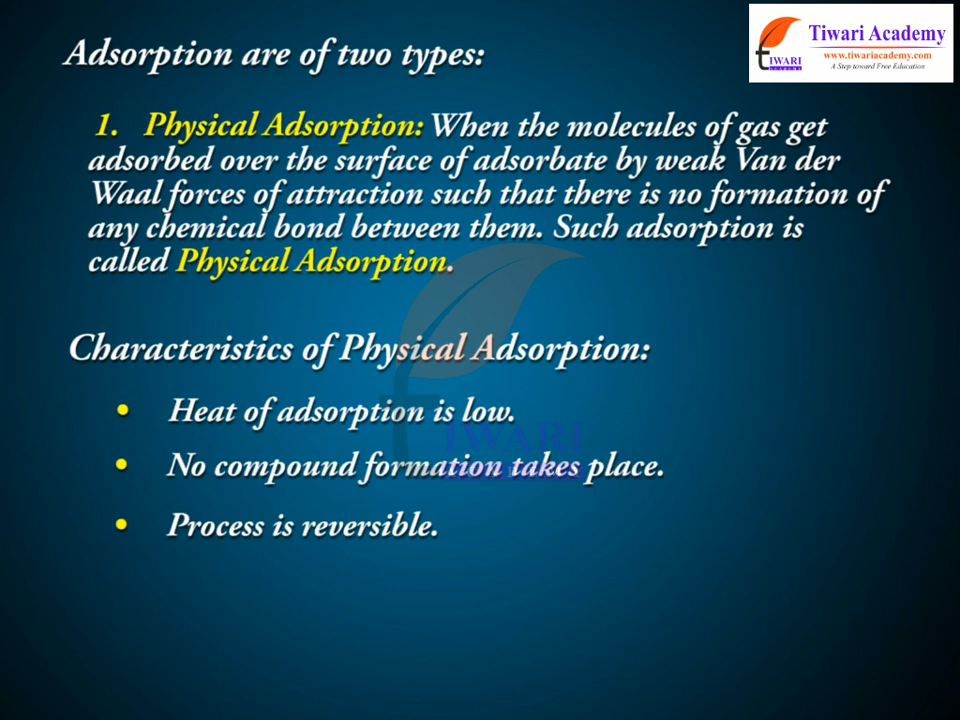 Adsorption are of two types:
Tiwari Academy
www.tiwariacademy.com
A Step toward Free Education
tIWARI
ACADEMY
1. Physical Adsorption: When the molecules of gas get
adsorbed over the surface of adsorbate by weak Van der
Waal forces of attraction such that there is no formation of
any chemical bond between them. Such adsorption is
called Physical Adsorption.
Characteristics of Physical Adsorption:
• Heat of adsorption is low.
TIWARI
• No compound formation takes place.
• Process is reversible.